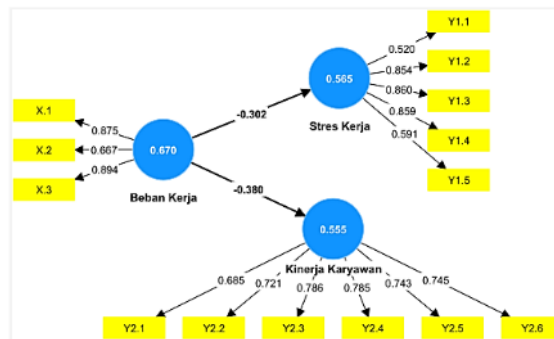 Y1.1
0.520
Y1.2
0.854
0.565
0.860
Y1.3
0.859
X.1
-0.302
Stres Kerja
Y1.4
0.875
0.591
X.2
0.667
0.670
Y1.5
0.894
X.3
-0.380
Beban Kerja
0.555
Kinerja Karyawan
0.685
0.721
0.786
0.785
0.743
0.745
Y2.1
Y2.2
Y2.3
Y2.4
Y2.5
Y2.6